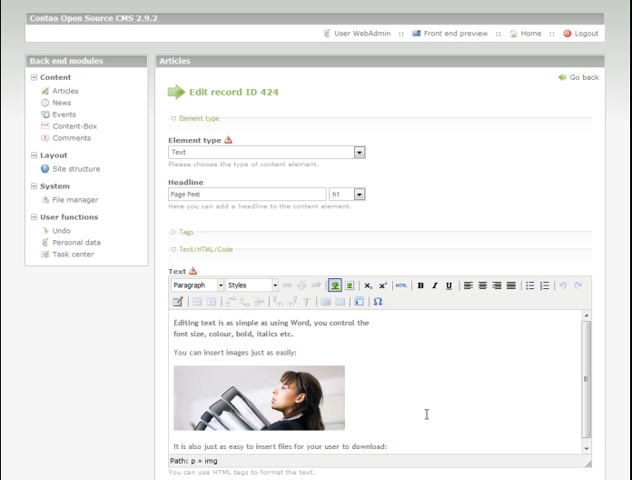 Contao Open Source CMS 2.9.2
User WebAdmin :: Front end preview :: Home :: Logout
Back end modules
Content
Articles
News
Events
Content-Box
Comments
Layout
Site structure
System
File manager
User functions
Undo
Personal data
Task center
Articles
Go back
Edit record ID 424
Element type
Element type
Text
Please choose the type of content element.
Headline
Page Peel h1
Here you can add a headline to the content element.
Tags
Text/HTML/Code
Text
Paragraph Styles HTML B I U
Editing text is as simple as using Word, you control the
font size, colour, bold, italics etc.
You can insert images just as easily:
It is also just as easy to insert files for your user to download:
Path: p » img
You can use HTML tags to format the text.